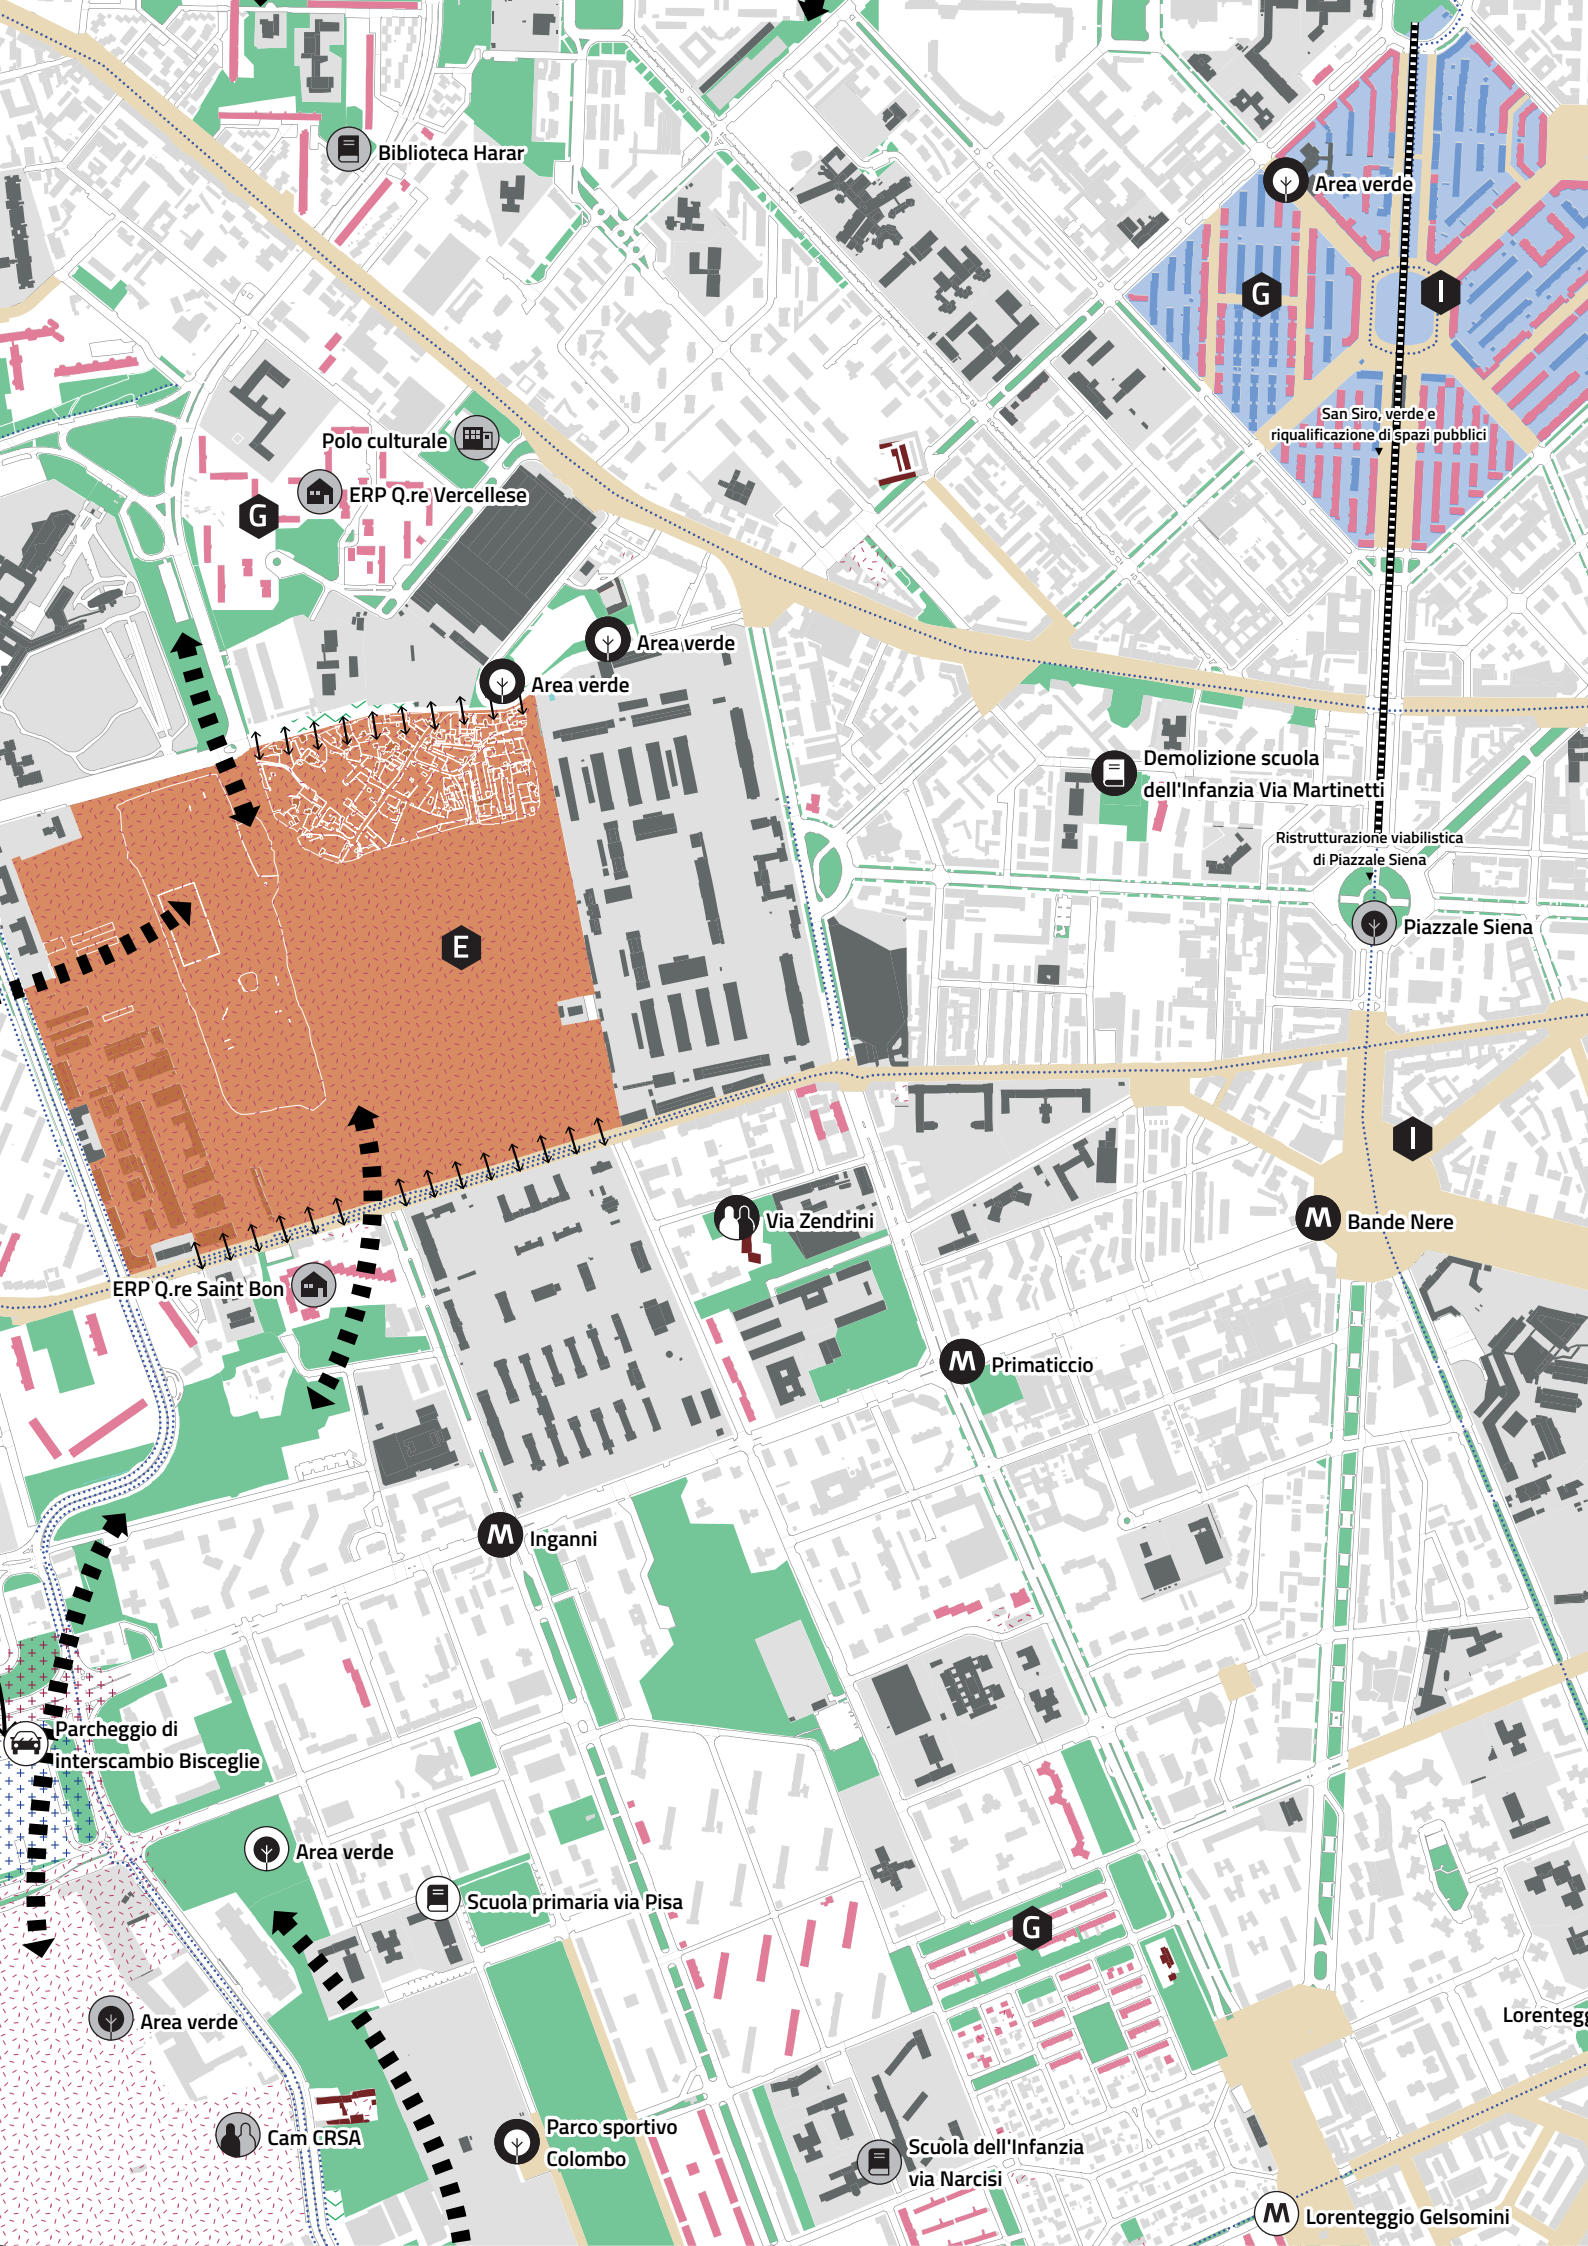 Biblioteca Harar
Area verde
G
I
San Siro, verde e
riqualificazione di spazi pubblici
Polo culturale
ERP Q.re Vercellese
G
Area verde
Area verde
Demolizione scuola
dell'Infanzia Via Martinetti
Ristrutturazione viabilistica
di Piazzale Siena
Piazzale Siena
E
I
M
Bande Nere
Via Zendrini
ERP Q.re Saint Bon
M
Primaticcio
M
Inganni
Parcheggio di
interscambio Bisceglie
Area verde
Scuola primaria via Pisa
G
Area verde
Lorentegg
Cam CRSA
Parco sportivo
Colombo
Scuola dell'Infanzia
via Narcisi
M
Lorenteggio Gelsomini